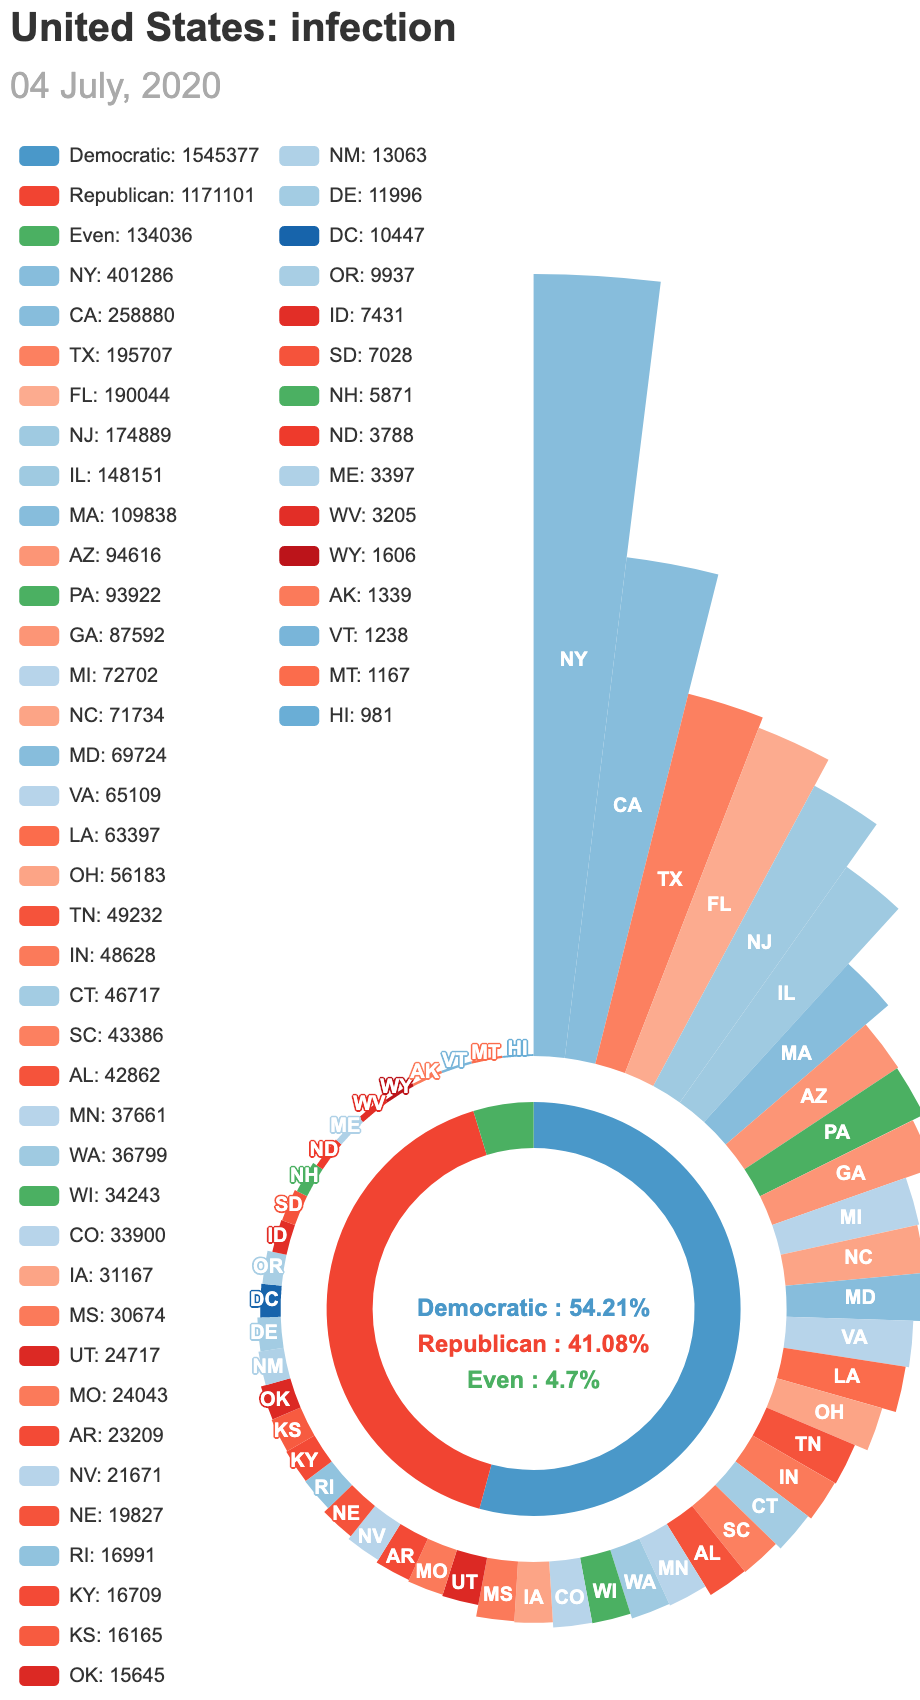 United States: infection
04 July, 2020
Democratic: 1545377
Republican: 1171101
Even: 134036
NY: 401286
CA: 258880
TX: 195707
FL: 190044
NJ: 174889
IL: 148151
MA: 109838
AZ: 94616
PA: 93922
GA: 87592
MI: 72702
NC: 71734
MD: 69724
VA: 65109
LA: 63397
OH: 56183
TN: 49232
IN: 48628
CT: 46717
SC: 43386
AL: 42862
MN: 37661
WA: 36799
WI: 34243
CO: 33900
IA: 31167
MS: 30674
UT: 24717
MO: 24043
AR: 23209
NV: 21671
NE: 19827
RI: 16991
KY: 16709
KS: 16165
OK: 15645
NM: 13063
DE: 11996
DC: 10447
OR: 9937
ID: 7431
SD: 7028
NH: 5871
ND: 3788
ME: 3397
WV: 3205
WY: 1606
AK: 1339
VT: 1238
MT: 1167
HI: 981
NY
CA
TX
FL
NJ
IL
MA
AZ
PA
GA
MI
NC
MD
VA
LA
OH
TN
IN
CT
SC
AL
MN
WA
WI
CO
IA
MS
UT
MO
AR
NV
NE
RI
KY
KS
OK
NM
DE
DC
OR
ID
SD
NH
ND
ME
WV
WY
AK
VT
MT
HI
Democratic : 54.21%
Republican : 41.08%
Even : 4.7%